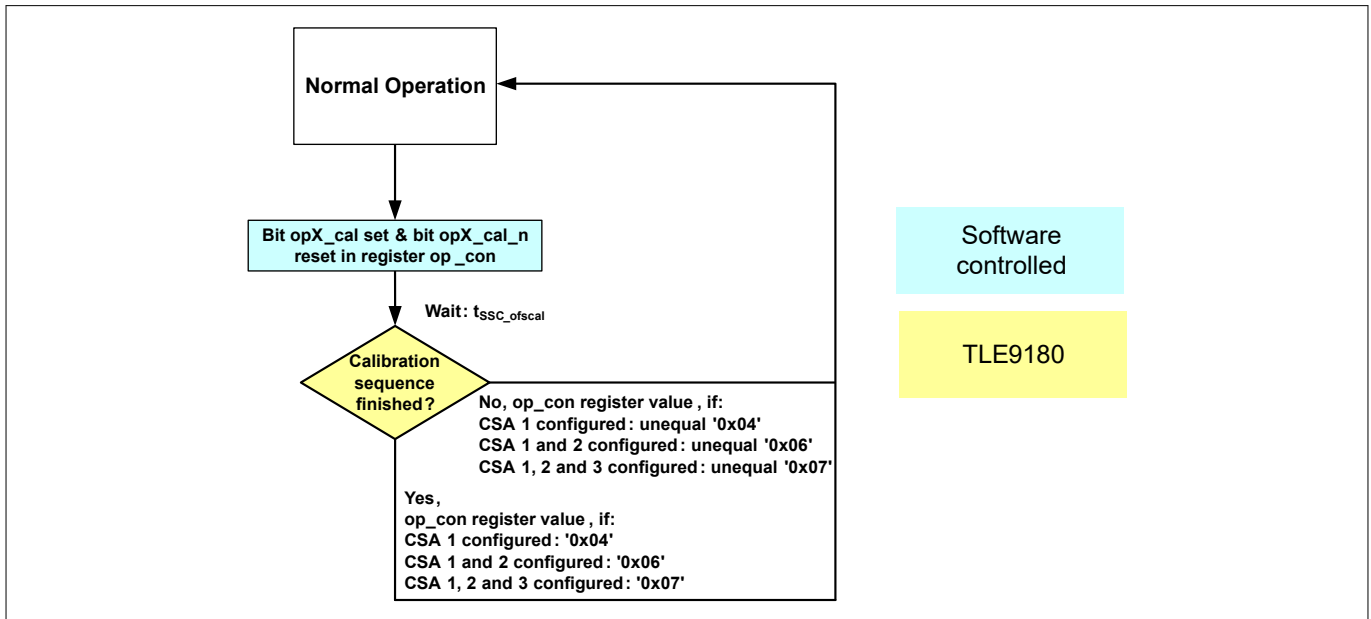 Normal Operation
Bit opX_cal set & bit opX_cal_n
reset in register op_con
Wait: tSSC_ofscal
Calibration
sequence
finished?
No, op_con register value, if:
CSA 1 configured: unequal '0x04'
CSA 1 and 2 configured: unequal '0x06'
CSA 1, 2 and 3 configured: unequal '0x07'
Yes,
op_con register value, if:
CSA 1 configured: '0x04'
CSA 1 and 2 configured: '0x06'
CSA 1, 2 and 3 configured: '0x07'
Software
controlled
TLE9180